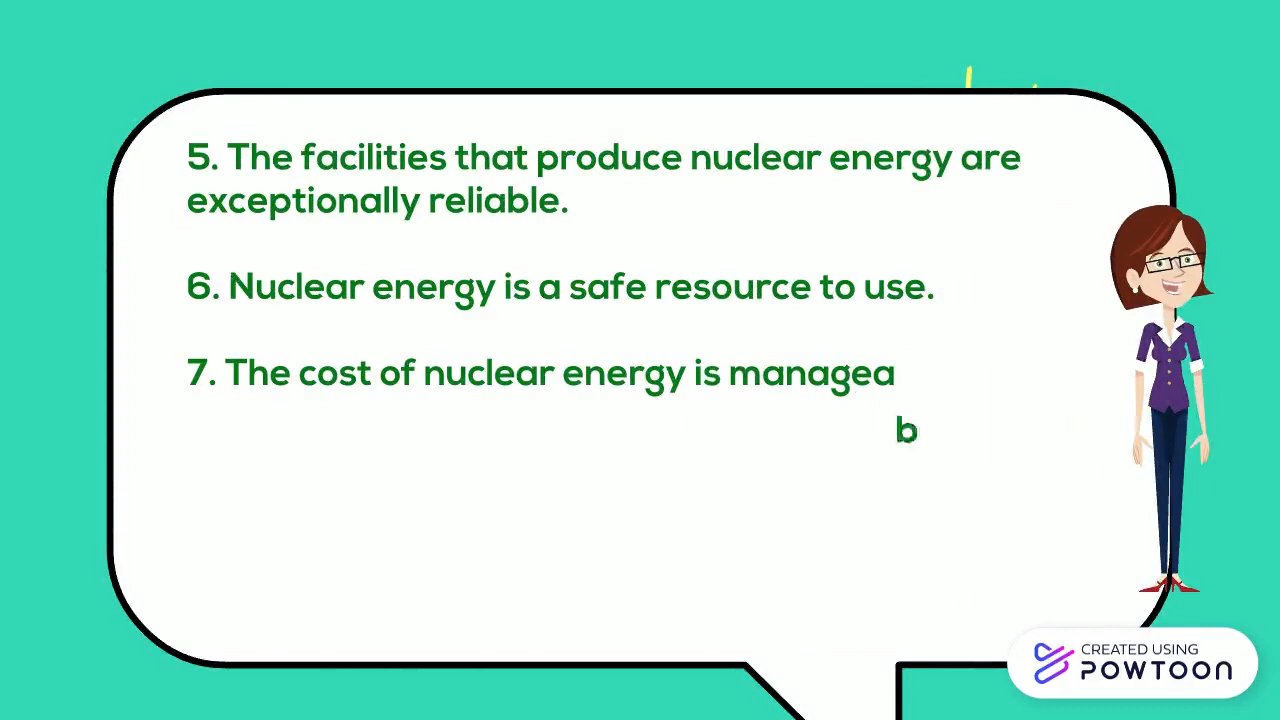 5. The facilities that produce nuclear energy are
exceptionally reliable.
6. Nuclear energy is a safe resource to use.
7. The cost of nuclear energy is managea
b
CREATED USING
POWTOON